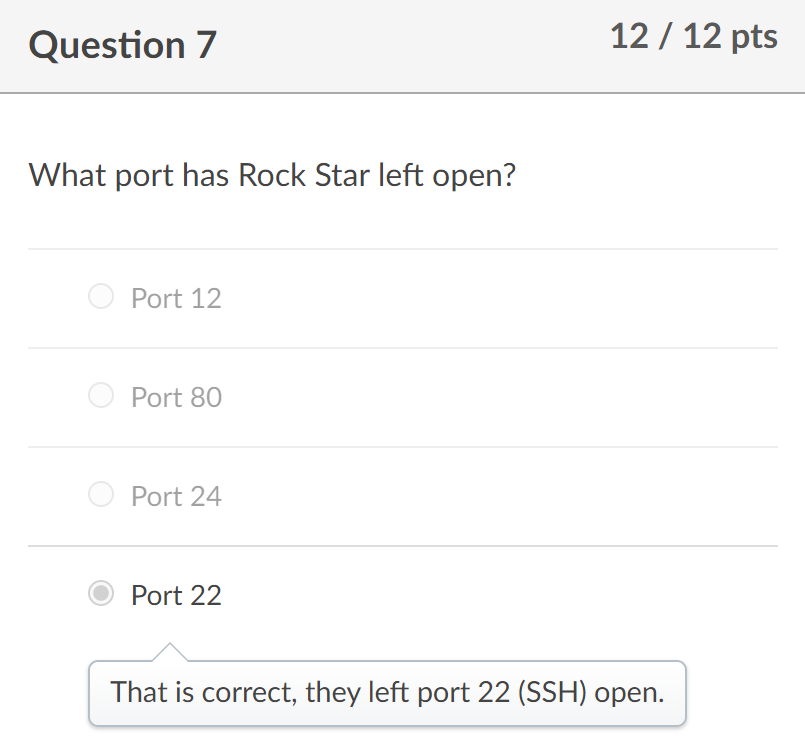 Question 7
12 / 12 pts
What port has Rock Star left open?
Port 12
Port 80
Port 24
Port 22
That is correct, they left port 22 (SSH) open.